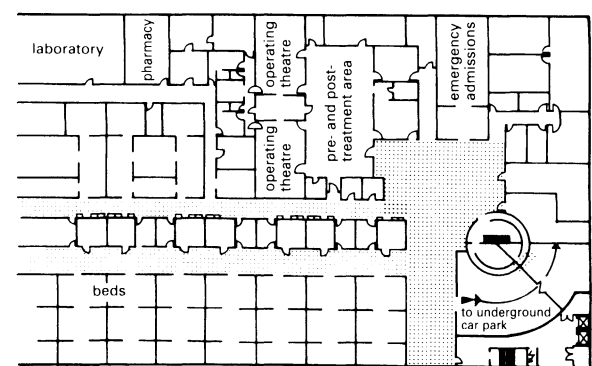 laboratory
pharmacy
operating
theatre
pre- and post-
treatment area
emergency
admissions
operating
theatre
beds
to underground
car park